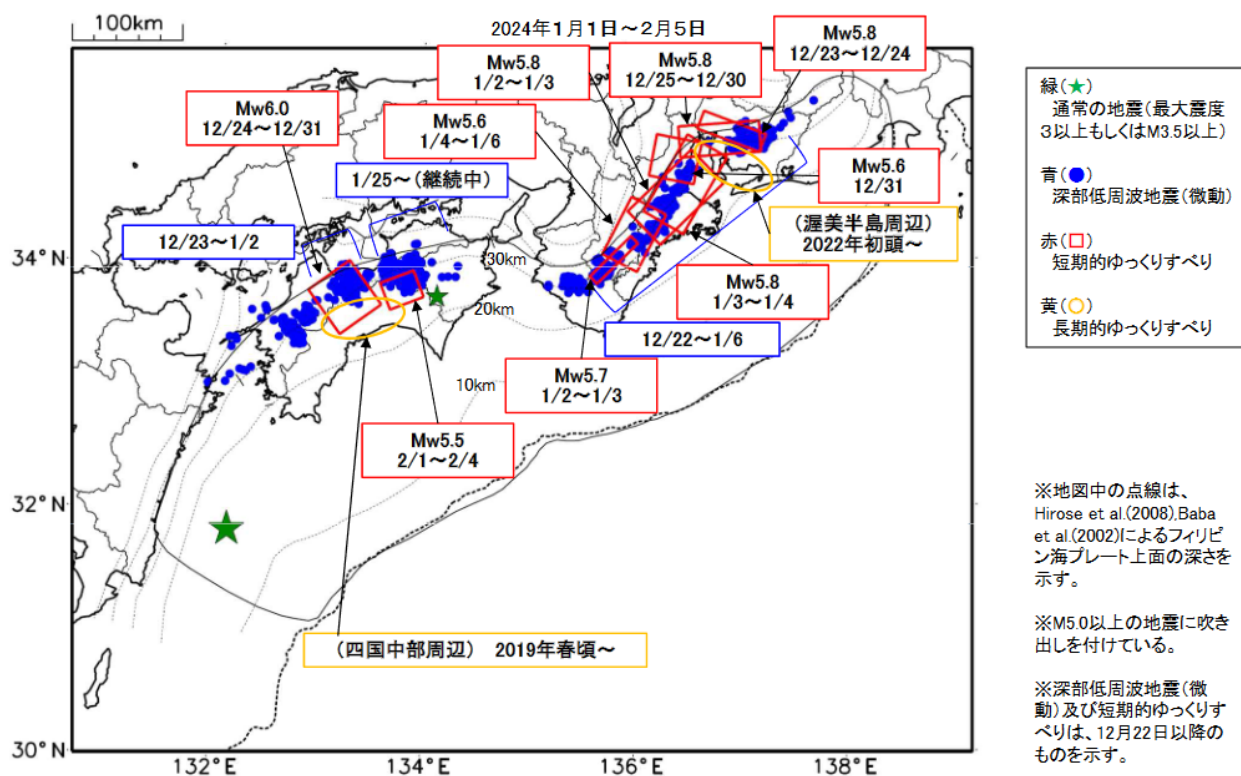 100km
2024年1月1日～2月5日
Mw5.8
12/23～12/24
Mw5.8
1/2～1/3
Mw5.8
12/25～12/30
Mw6.0
12/24～12/31
Mw5.6
1/4～1/6
1/25～(継続中)
Mw5.6
12/31
12/23～1/2
(渥美半島周辺)
2022年初頭～
34°N
30km
20km
Mw5.8
1/3～1/4
12/22～1/6
10km
Mw5.7
1/2～1/3
Mw5.5
2/1～2/4
32°N
(四国中部周辺) 2019年春頃～
30°N
132°E
134°E
136°E
138°E
緑(★)
通常の地震(最大震度
3以上もしくはM3.5以上)
青(●)
深部低周波地震(微動)
赤(□)
短期的ゆっくりすべり
黄(○)
長期的ゆっくりすべり
※地図中の点線は、
Hirose et al.(2008),Baba
et al.(2002)によるフィリピ
ン海プレート上面の深さを
示す。
※M5.0以上の地震に吹き
出しを付けている。
※深部低周波地震(微
動)及び短期的ゆっくりす
べりは、12月22日以降の
ものを示す。